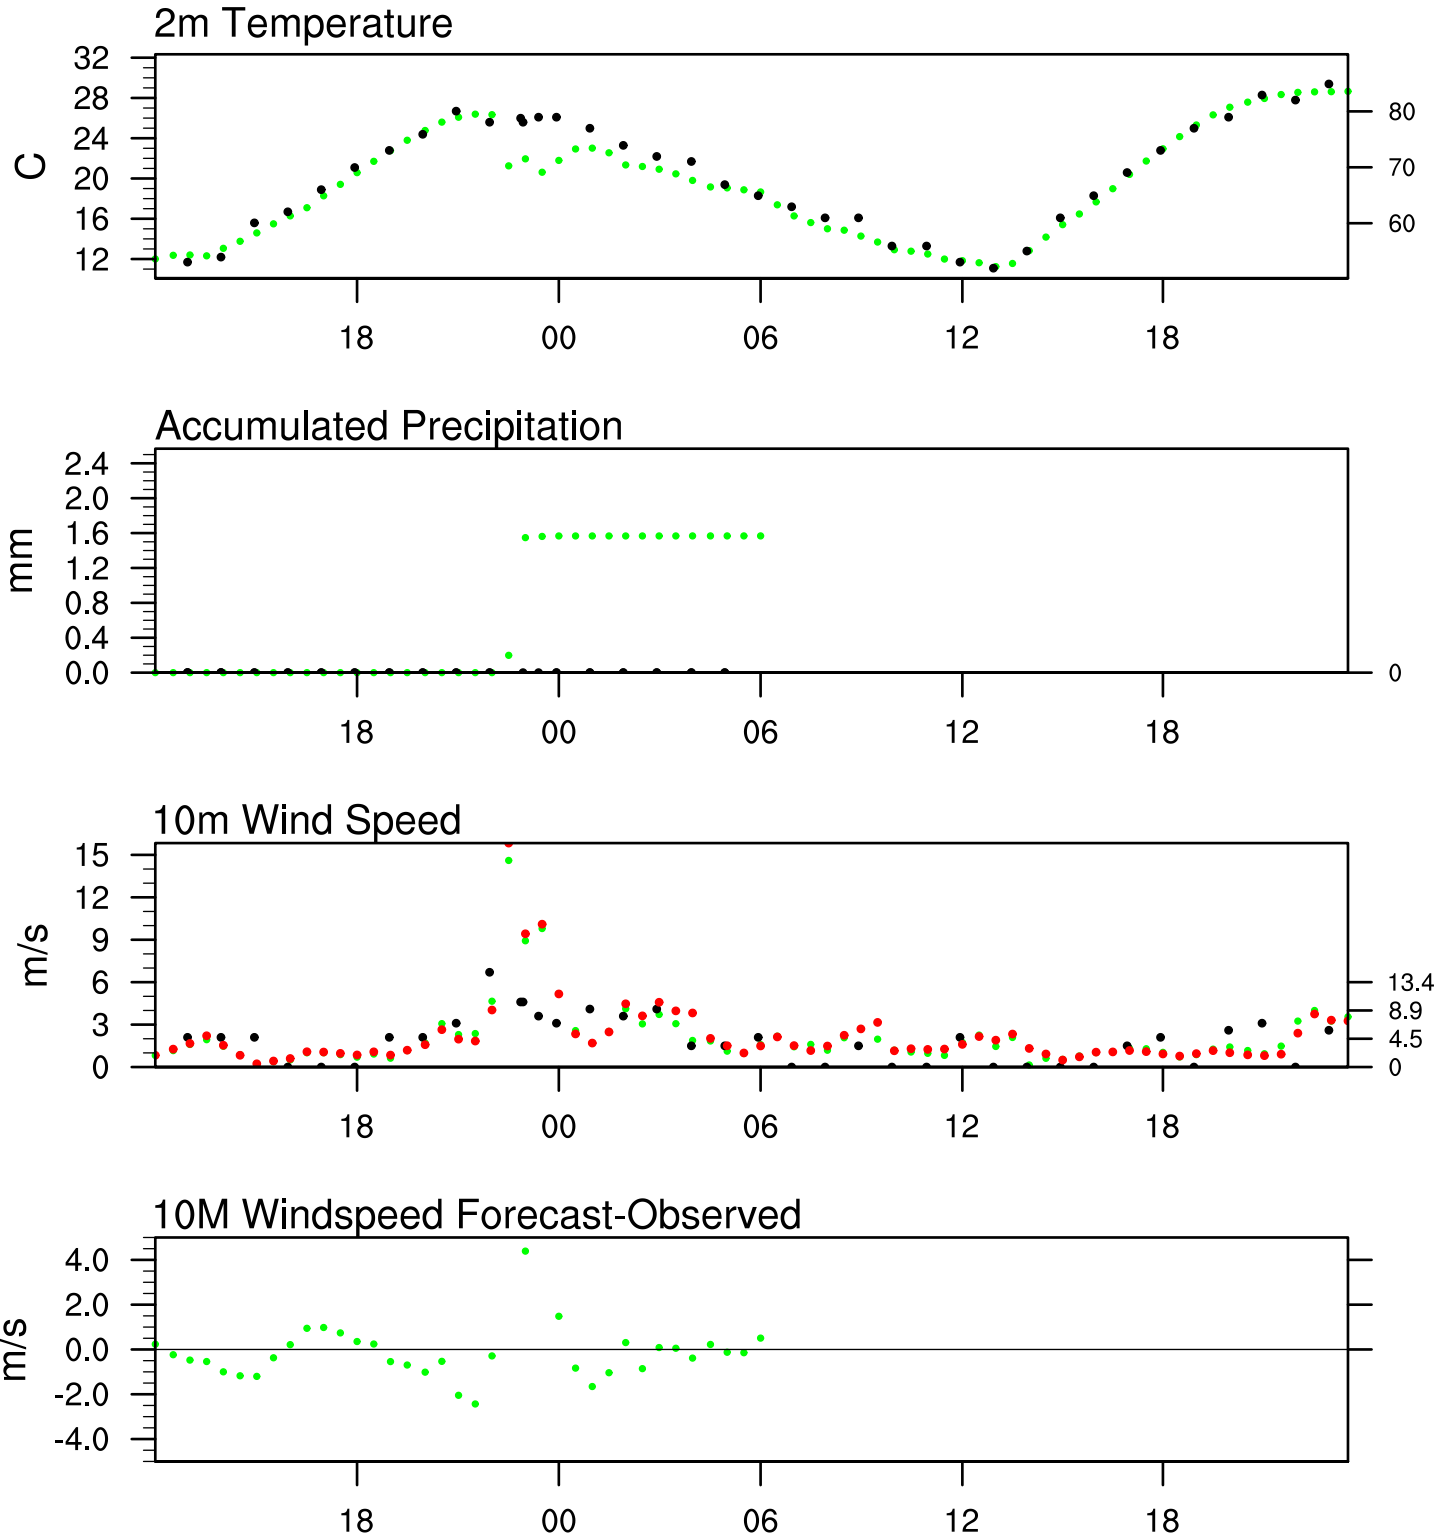 2m Temperature
32
28
24
20
16
12
C
80
70
60
18 00 06 12 18
Accumulated Precipitation
2.4
2.0
1.6
1.2
0.8
0.4
0.0
mm
0
18 00 06 12 18
10m Wind Speed
15
12
9
6
3
0
m/s
13.4
8.9
4.5
0
18 00 06 12 18
10M Windspeed Forecast-Observed
4.0
2.0
0.0
-2.0
-4.0
m/s
18 00 06 12 18